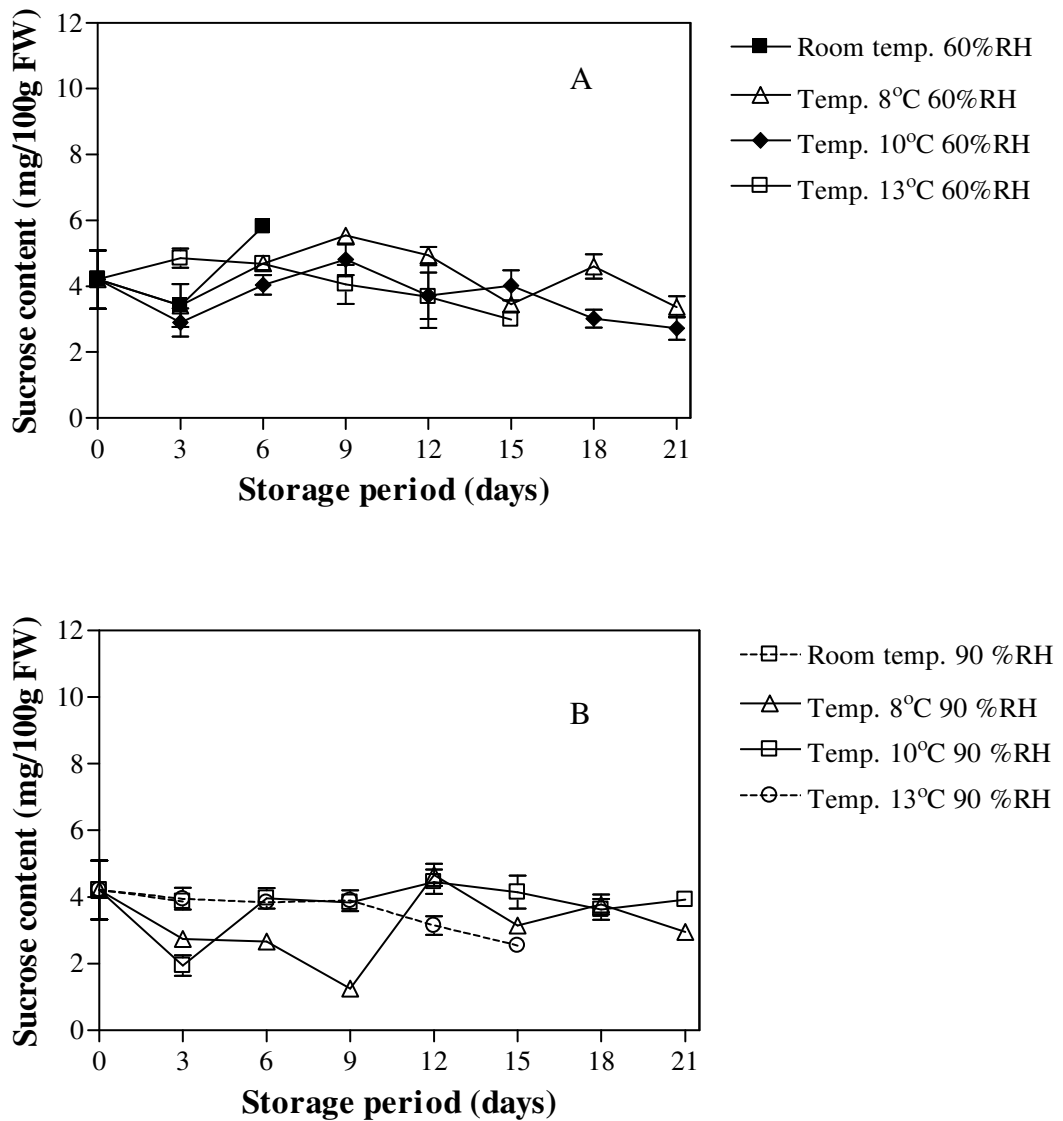 12
10
8
6
4
2
0
Sucrose content (mg/100g FW)
A
0 3 6 9 12 15 18 21
Storage period (days)
Room temp. 60%RH
Temp. 8°C 60%RH
Temp. 10°C 60%RH
Temp. 13°C 60%RH
12
10
8
6
4
2
0
Sucrose content (mg/100g FW)
B
0 3 6 9 12 15 18 21
Storage period (days)
Room temp. 90 %RH
Temp. 8°C 90 %RH
Temp. 10°C 90 %RH
Temp. 13°C 90 %RH